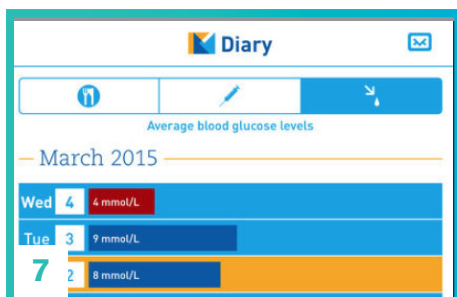 Diary
Average blood glucose levels
March 2015
Wed 4 4 mmol/L
Tue 3 9 mmol/L
2 8 mmol/L
7